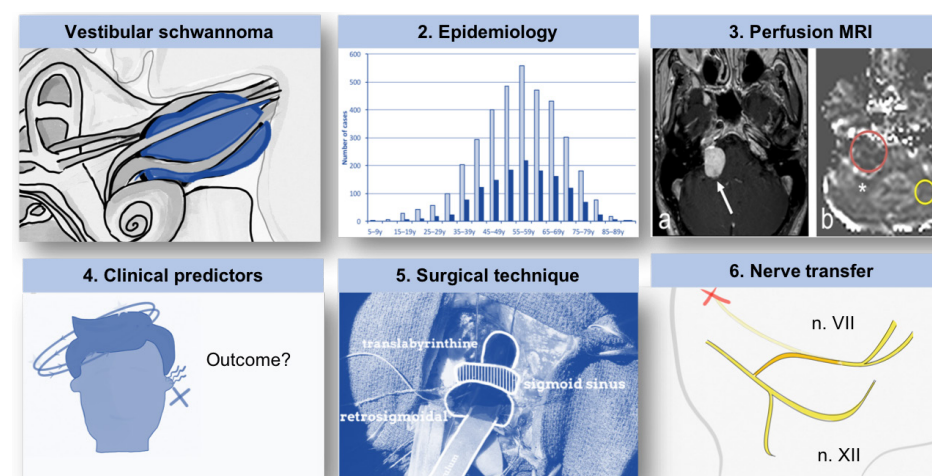 Vestibular schwannoma
2. Epidemiology
600
500
400
300
200
100
0
Number of cases
5–9y
15–19y
25–29y
35–39y
45–49y
55–59y
65–69y
75–79y
85–89y
3. Perfusion MRI
a
b
*
4. Clinical predictors
Outcome?
5. Surgical technique
translabyrinthine
sigmoid sinus
retrosigmoidal
6. Nerve transfer
n. VII
n. XII